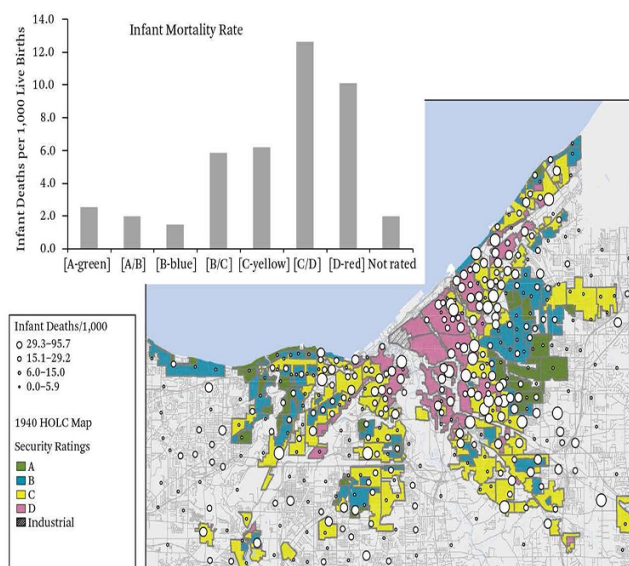 Infant Mortality Rate
Infant Deaths per 1,000 Live Births
14.0
12.0
10.0
8.0
6.0
4.0
2.0
0.0
[A-green] [A/B] [B-blue] [B/C] [C-yellow] [C/D] [D-red] Not rated
Infant Deaths/1,000
29.3–95.7
15.1–29.2
6.0–15.0
0.0–5.9
1940 HOLC Map
Security Ratings
A
B
C
D
Industrial